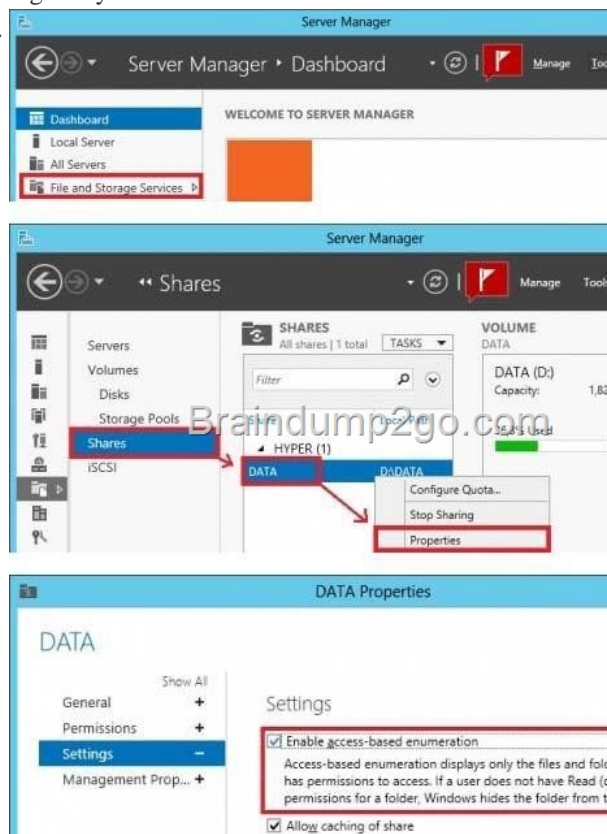 Server Manager
Server Manager • Dashboard
Manage
Dashboard
Local Server
All Servers
File and Storage Services
WELCOME TO SERVER MANAGER
Server Manager
Shares
Manage
Tools
Servers
Volumes
Disks
Storage Pools
Shares
iSCSI
SHARES
All shares | 1 total
TASKS
Filter
Share
Local Path
HYPER (1)
DATA
D:\DATA
Configure Quota...
Stop Sharing
Properties
VOLUME
DATA
DATA (D:)
Capacity:
Used
Braindump2go.com
DATA Properties
DATA
Show All
General +
Permissions +
Settings −
Management Prop... +
Settings
Enable access-based enumeration
Access-based enumeration displays only the files and
has permissions to access. If a user does not have Read
permissions for a folder, Windows hides the folder from
Allow caching of share